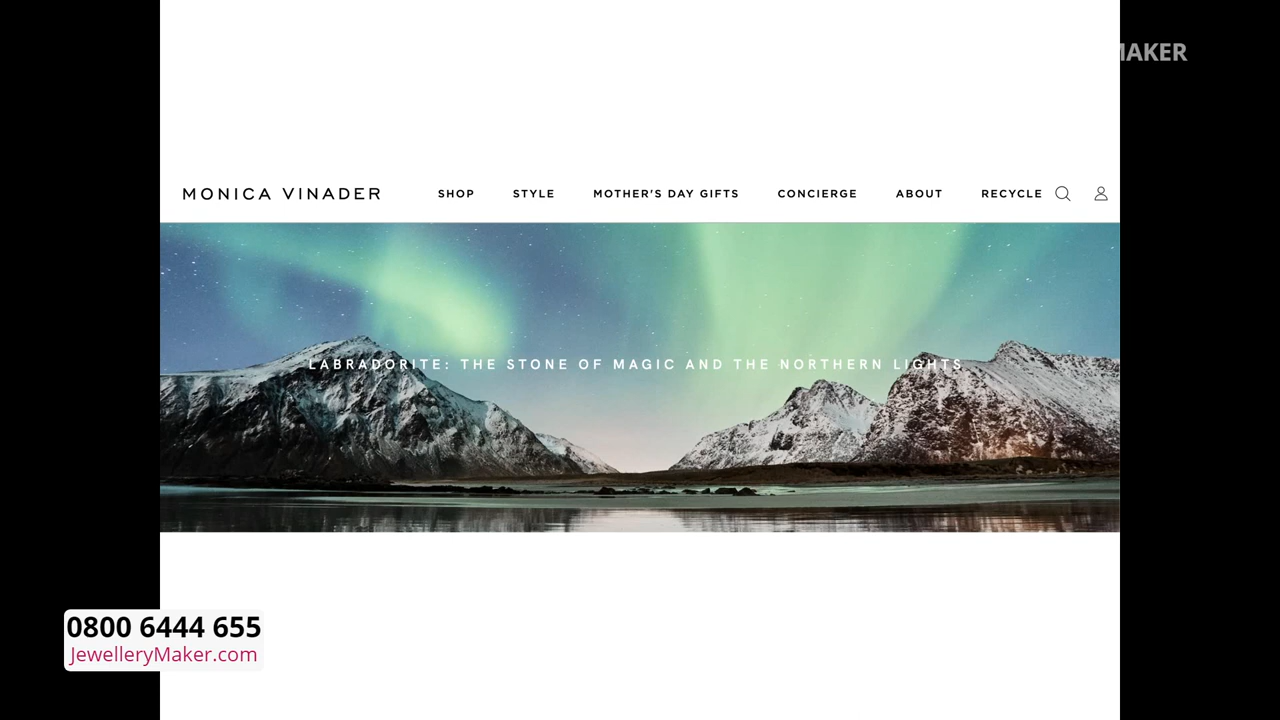 MAKER
MONICA VINADER SHOP STYLE MOTHER'S DAY GIFTS CONCIERGE ABOUT RECYCLE
LABRADORITE: THE STONE OF MAGIC AND THE NORTHERN LIGHTS
0800 6444 655
JewelleryMaker.com